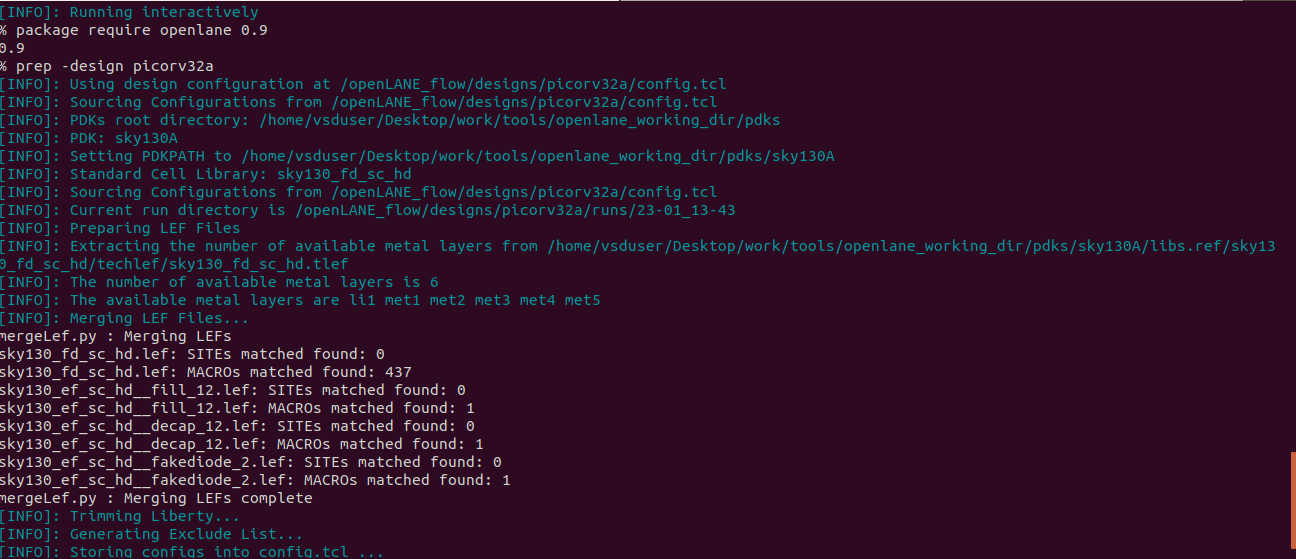 [INFO]: Running interactively
% package require openlane 0.9
0.9
% prep -design picorv32a
[INFO]: Using design configuration at /openLANE_flow/designs/picorv32a/config.tcl
[INFO]: Sourcing Configurations from /openLANE_flow/designs/picorv32a/config.tcl
[INFO]: PDKs root directory: /home/vsduser/Desktop/work/tools/openlane_working_dir/pdks
[INFO]: PDK: sky130A
[INFO]: Setting PDKPATH to /home/vsduser/Desktop/work/tools/openlane_working_dir/pdks/sky130A
[INFO]: Standard Cell Library: sky130_fd_sc_hd
[INFO]: Sourcing Configurations from /openLANE_flow/designs/picorv32a/config.tcl
[INFO]: Current run directory is /openLANE_flow/designs/picorv32a/runs/23-01_13-43
[INFO]: Preparing LEF Files
[INFO]: Extracting the number of available metal layers from /home/vsduser/Desktop/work/tools/openlane_working_dir/pdks/sky130A/libs.ref/sky13
0_fd_sc_hd/techlef/sky130_fd_sc_hd.tlef
[INFO]: The number of available metal layers is 6
[INFO]: The available metal layers are li1 met1 met2 met3 met4 met5
[INFO]: Merging LEF Files...
mergeLef.py : Merging LEFs
sky130_fd_sc_hd.lef: SITEs matched found: 0
sky130_fd_sc_hd.lef: MACROs matched found: 437
sky130_ef_sc_hd__fill_12.lef: SITEs matched found: 0
sky130_ef_sc_hd__fill_12.lef: MACROs matched found: 1
sky130_ef_sc_hd__decap_12.lef: SITEs matched found: 0
sky130_ef_sc_hd__decap_12.lef: MACROs matched found: 1
sky130_ef_sc_hd__fakediode_2.lef: SITEs matched found: 0
sky130_ef_sc_hd__fakediode_2.lef: MACROs matched found: 1
mergeLef.py : Merging LEFs complete
[INFO]: Trimming Liberty...
[INFO]: Generating Exclude List...
[INFO]: Storing configs into config.tcl ...